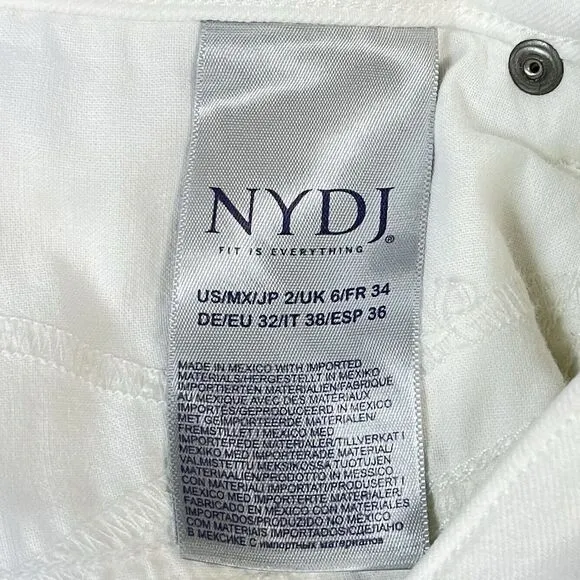 NYDJ®
FIT IS EVERYTHING
US/MX/JP 2/UK 6/FR 34
DE/EU 32/IT 38/ESP 36
MADE IN MEXICO WITH IMPORTED
MATERIALS/HERGESTELLT IN MEXIKO
IMPORTIERTEN MATERIALIEN/FABRIQUE
AU MEXIQUE AVEC DES MATÉRIAUX
IMPORTÉS/GEPRODUCEERD IN MEXICO
MET GEÏMPORTEERDE MATERIALEN/
FREMSTILLET I MEXICO MED
IMPORTEREDE MATERIALER/TILLVERKAT I
MEXIKO MED IMPORTERADE MATERIAL/
VALMISTETTU MEKSIKOSSA TUOTUJEN
MATERIALIEN/PRODOTTO IN MESSICO
CON MATERIALI IMPORTATI/PRODUSERT I
MEXICO MED IMPORTERTE MATERIALER/
FABRICADO EN MÉXICO CON MATERIALES
IMPORTADOS/PRODUZIDO NO MÉXICO
COM MATERIAIS IMPORTADOS/СДЕЛАНО
В МЕКСИКЕ с импортных материалов